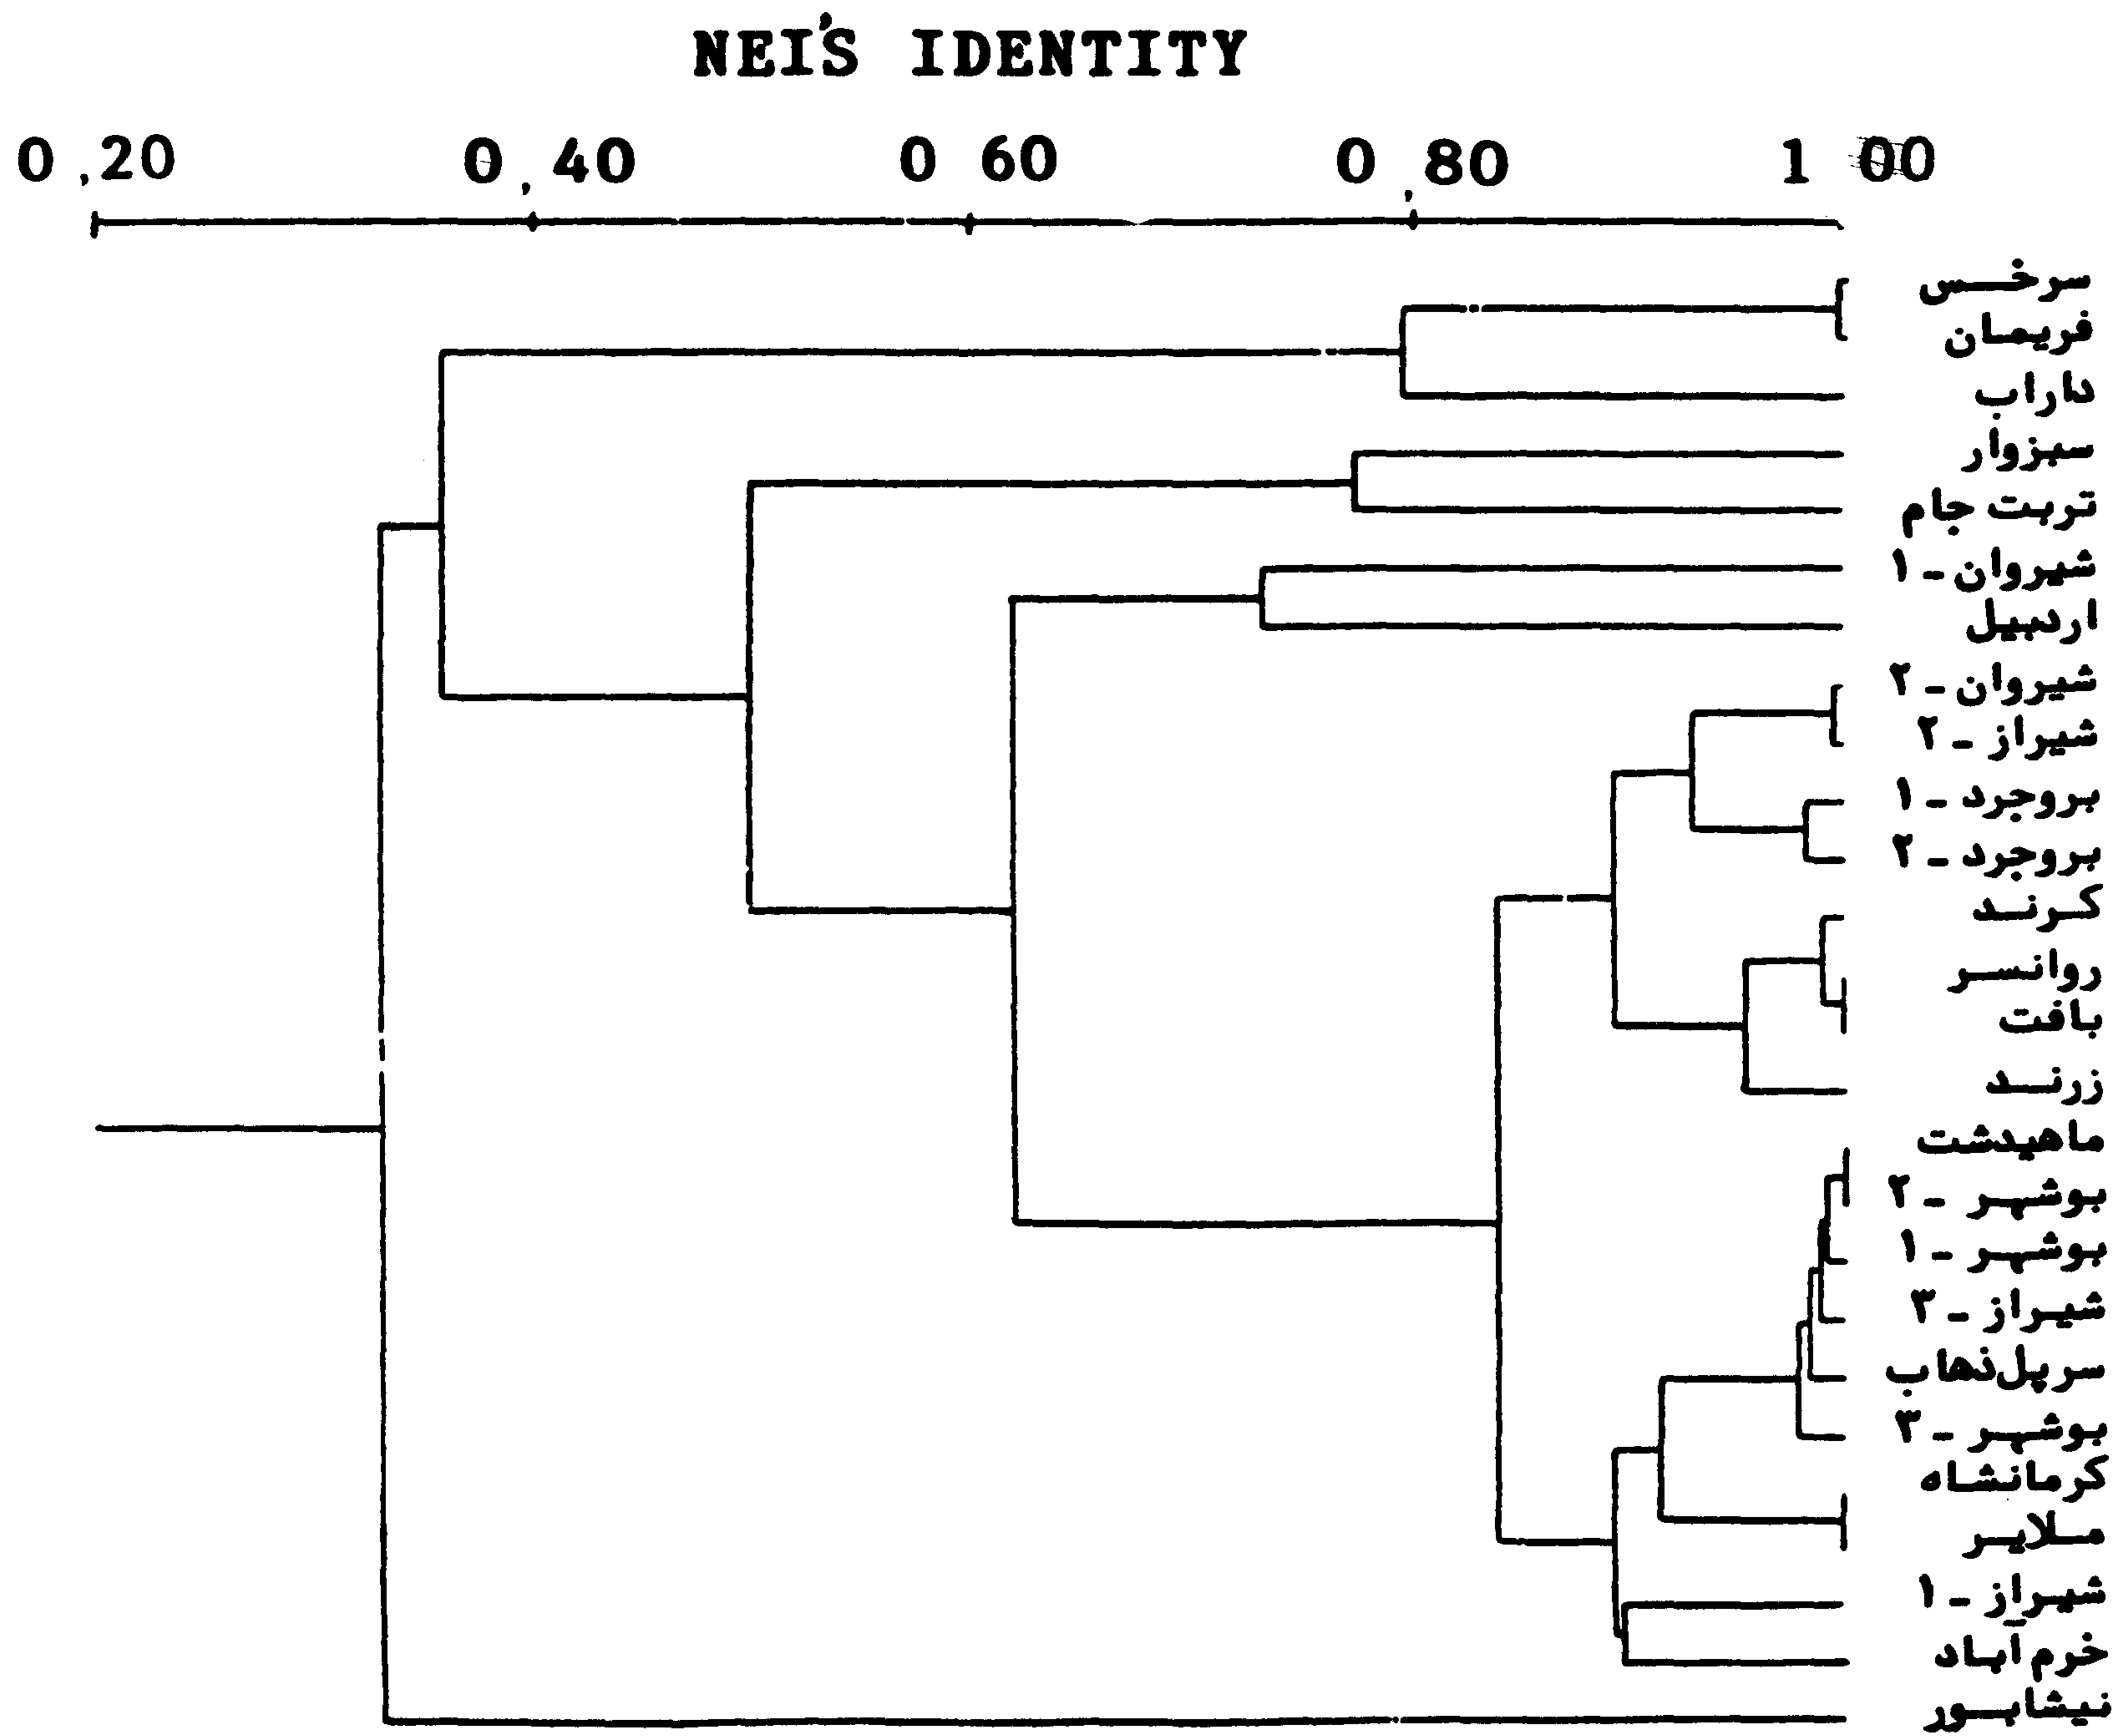 NEI'S IDENTITY
0,20 0,40 0 60 0,80 1 00
سرخس
فریمان
داراب
سبزوار
تربت جام
شیروان - ۱
اردبیل
شیروان - ۲
شیراز - ۲
بروجرد - ۱
بروجرد - ۲
کرند
روانسر
بافت
زرند
ماهیدشت
بوشهر - ۲
بوشهر - ۱
شیراز - ۳
سرپل‌ذهاب
بوشهر - ۳
کرمانشاه
ملایر
شیراز - ۱
خرم‌آباد
نیشابور